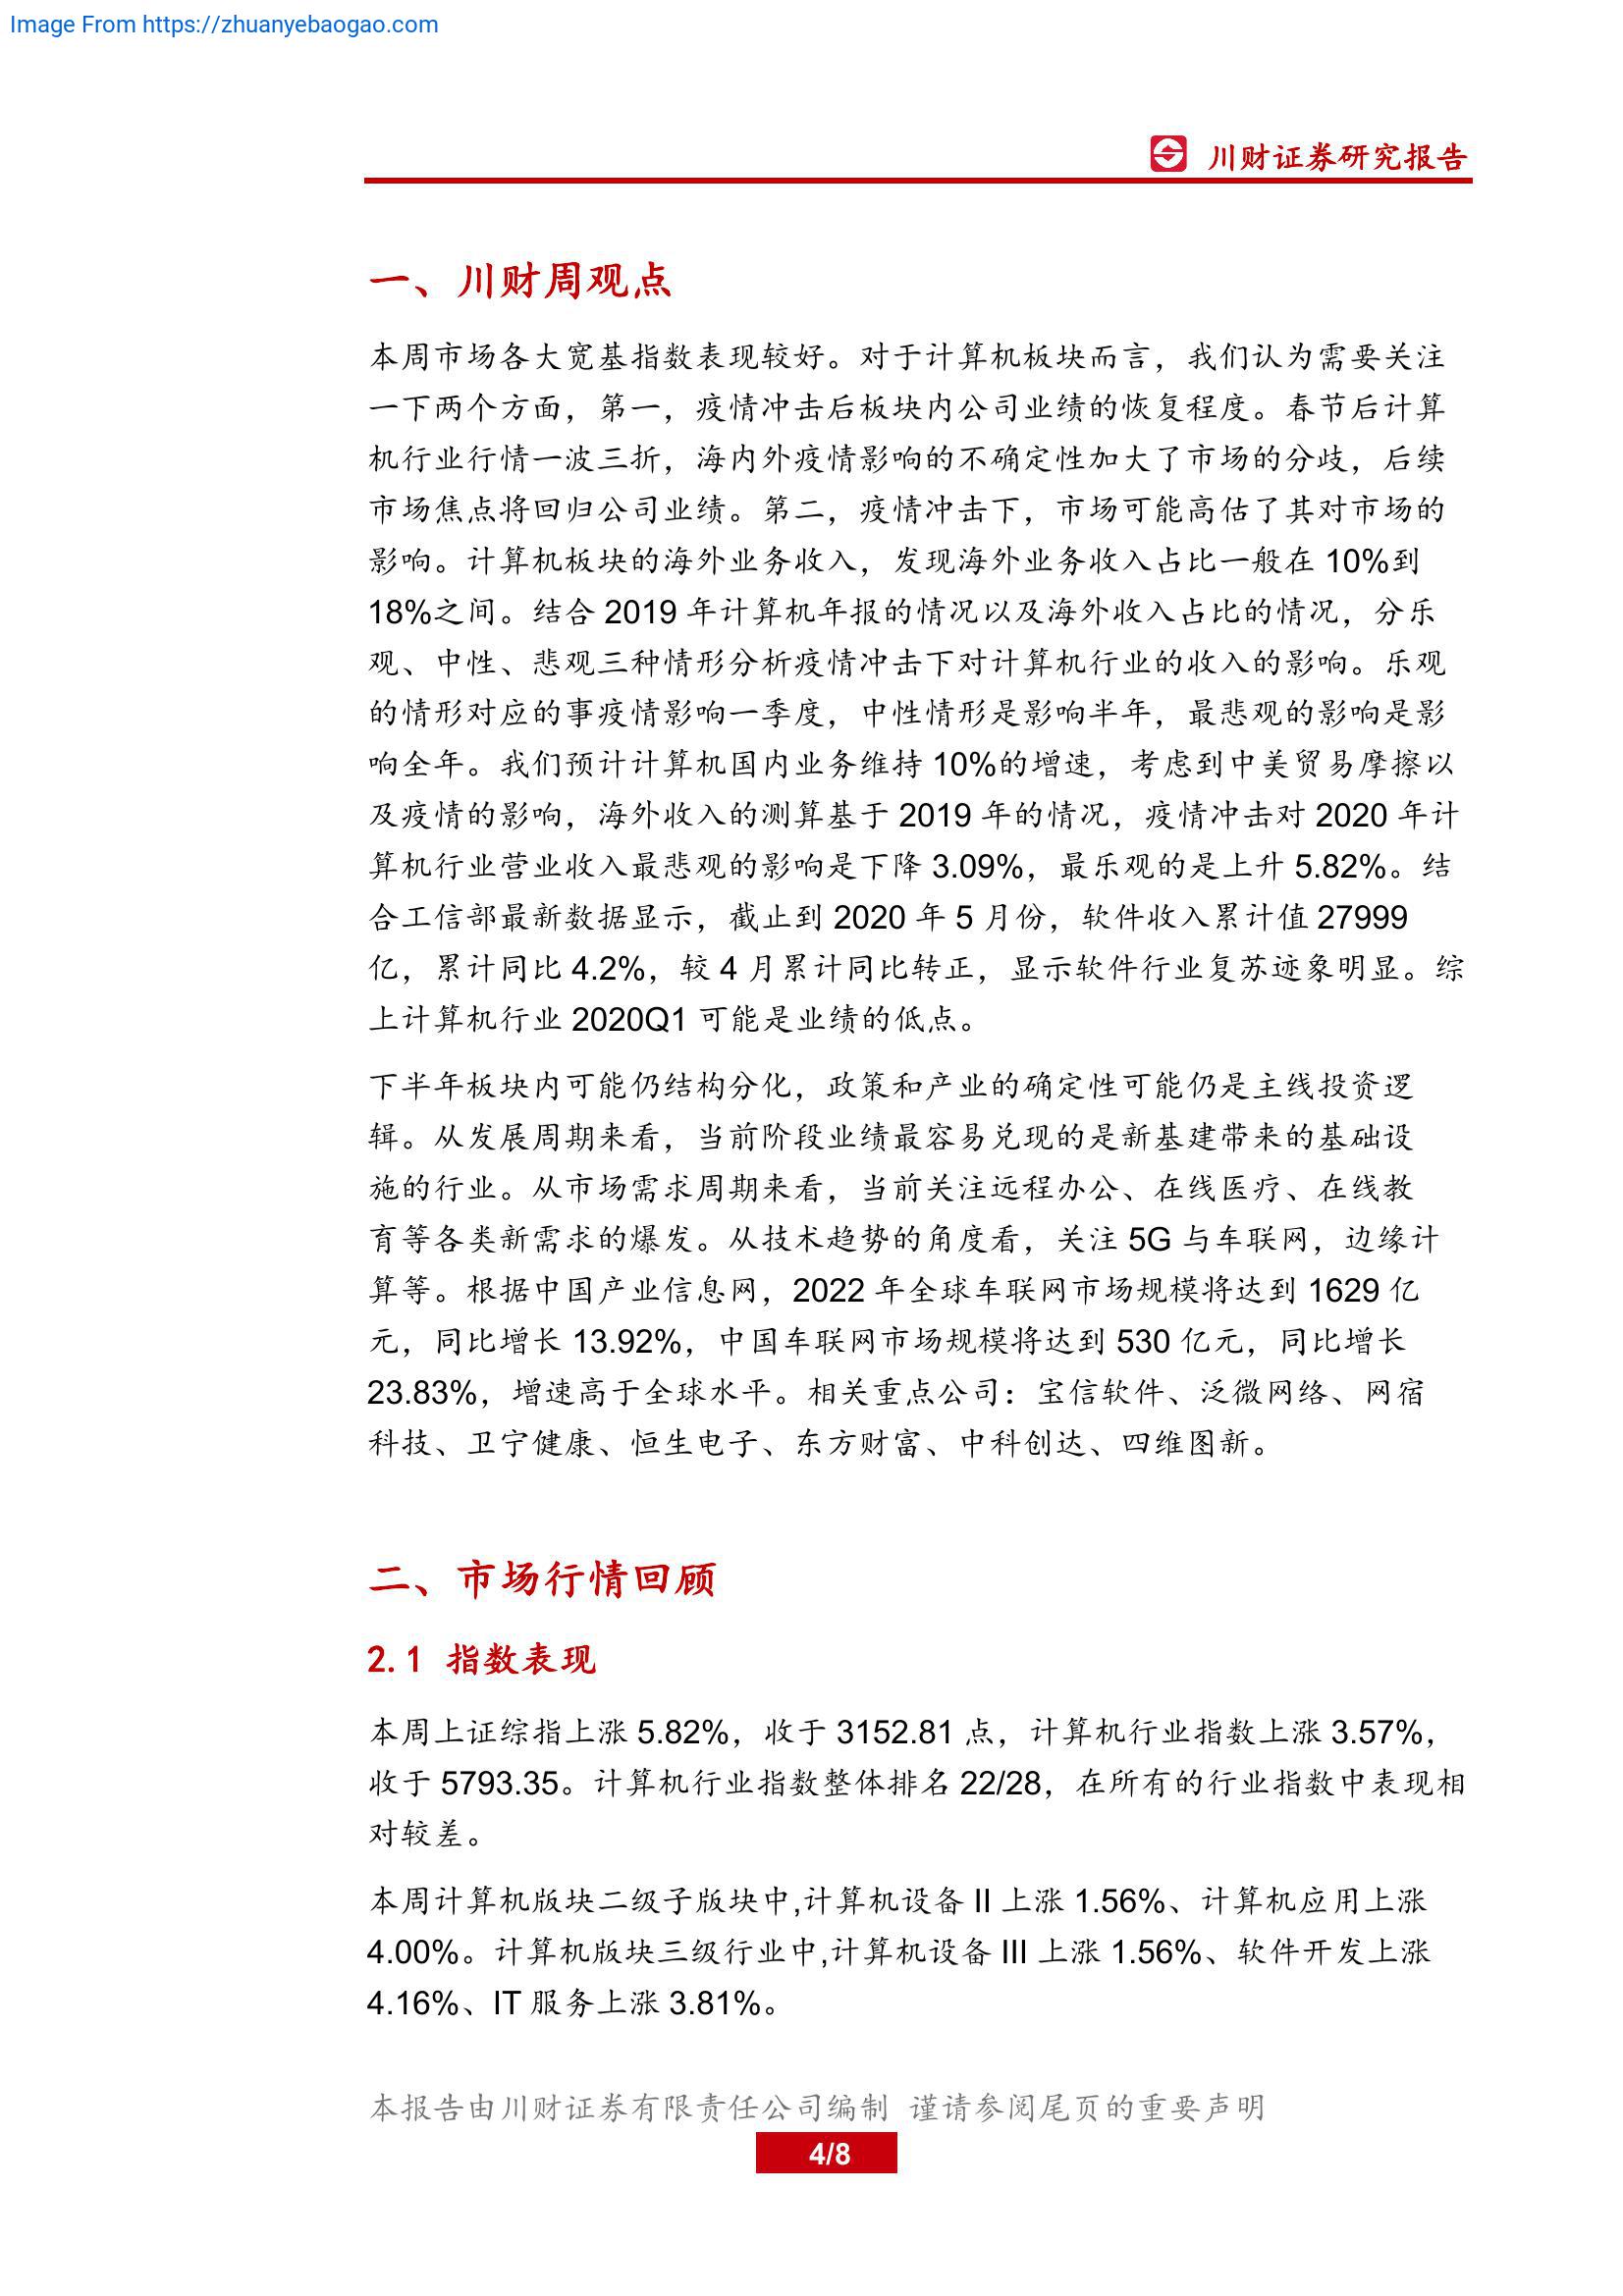 Image From https://zhuanyebaogao.com
川财证券研究报告
一、川财周观点
本周市场各大宽基指数表现较好。对于计算机板块而言，我们认为需要关注
一下两个方面，第一，疫情冲击后板块内公司业绩的恢复程度。春节后计算
机行业行情一波三折，海内外疫情影响的不确定性加大了市场的分歧，后续
市场焦点将回归公司业绩。第二，疫情冲击下，市场可能高估了其对市场的
影响。计算机板块的海外业务收入，发现海外业务收入占比一般在 10%到
18%之间。结合 2019 年计算机年报的情况以及海外收入占比的情况，分乐
观、中性、悲观三种情形分析疫情冲击下对计算机行业的收入的影响。乐观
的情形对应的事疫情影响一季度，中性情形是影响半年，最悲观的影响是影
响全年。我们预计计算机国内业务维持 10%的增速，考虑到中美贸易摩擦以
及疫情的影响，海外收入的测算基于 2019 年的情况，疫情冲击对 2020 年计
算机行业营业收入最悲观的影响是下降 3.09%，最乐观的是上升 5.82%。结
合工信部最新数据显示，截止到 2020 年 5 月份，软件收入累计值 27999
亿，累计同比 4.2%，较 4 月累计同比转正，显示软件行业复苏迹象明显。综
上计算机行业 2020Q1 可能是业绩的低点。
下半年板块内可能仍结构分化，政策和产业的确定性可能仍是主线投资逻
辑。从发展周期来看，当前阶段业绩最容易兑现的是新基建带来的基础设
施的行业。从市场需求周期来看，当前关注远程办公、在线医疗、在线教
育等各类新需求的爆发。从技术趋势的角度看，关注 5G 与车联网，边缘计
算等。根据中国产业信息网，2022 年全球车联网市场规模将达到 1629 亿
元，同比增长 13.92%，中国车联网市场规模将达到 530 亿元，同比增长
23.83%，增速高于全球水平。相关重点公司：宝信软件、泛微网络、网宿
科技、卫宁健康、恒生电子、东方财富、中科创达、四维图新。
二、市场行情回顾
2.1 指数表现
本周上证综指上涨 5.82%，收于 3152.81 点，计算机行业指数上涨 3.57%，
收于 5793.35。计算机行业指数整体排名 22/28，在所有的行业指数中表现相
对较差。
本周计算机版块二级子版块中,计算机设备 II 上涨 1.56%、计算机应用上涨
4.00%。计算机版块三级行业中,计算机设备 III 上涨 1.56%、软件开发上涨
4.16%、IT 服务上涨 3.81%。
本报告由川财证券有限责任公司编制 谨请参阅尾页的重要声明
4/8